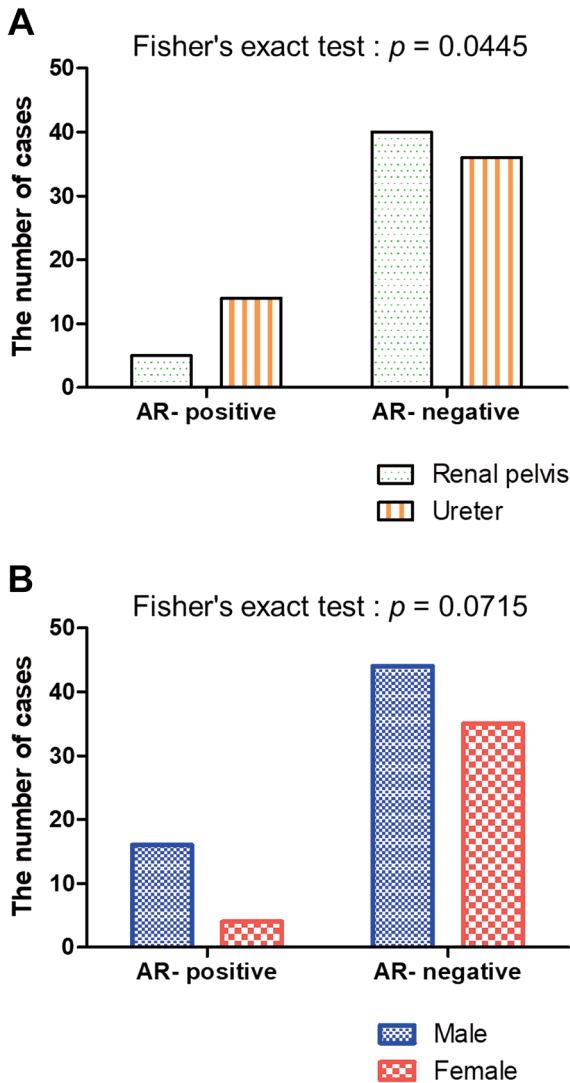 A
Fisher's exact test : p = 0.0445
The number of cases
50
40
30
20
10
0
AR- positive
AR- negative
Renal pelvis
Ureter
B
Fisher's exact test : p = 0.0715
The number of cases
50
40
30
20
10
0
AR- positive
AR- negative
Male
Female